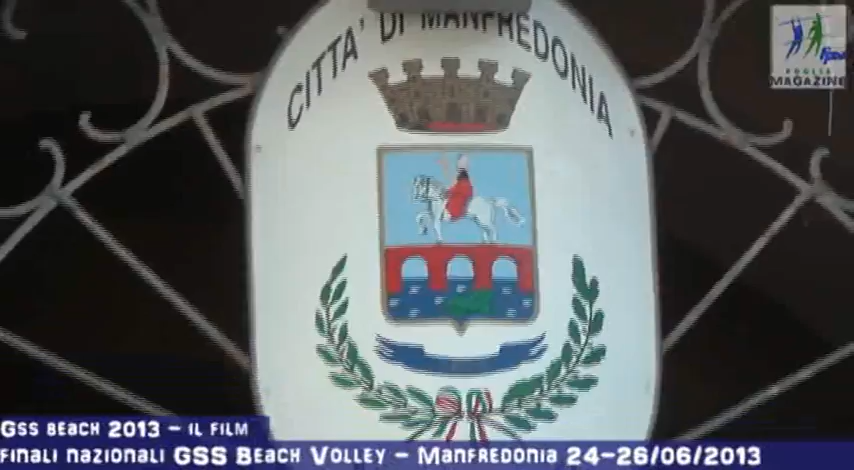 CITTA' DI MANFREDONIA
PUGLIA
MAGAZINE
GSS BEACH 2013 - IL FILM
FINALI NAZIONALI GSS BEACH VOLLEY - MANFREDONIA 24-26/06/2013